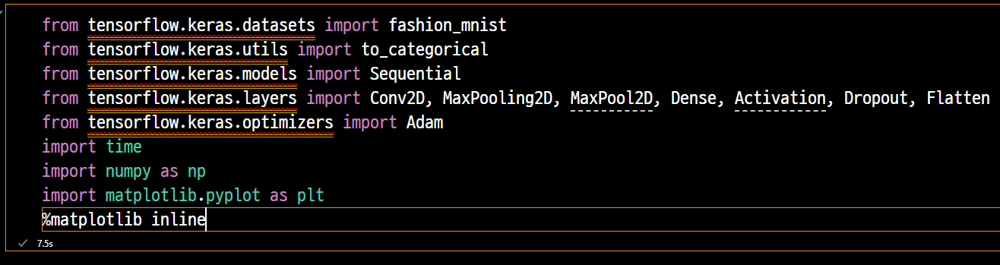 from tensorflow.keras.datasets import fashion_mnist
from tensorflow.keras.utils import to_categorical
from tensorflow.keras.models import Sequential
from tensorflow.keras.layers import Conv2D, MaxPooling2D, MaxPool2D, Dense, Activation, Dropout, Flatten
from tensorflow.keras.optimizers import Adam
import time
import numpy as np
import matplotlib.pyplot as plt
%matplotlib inline
7.5s